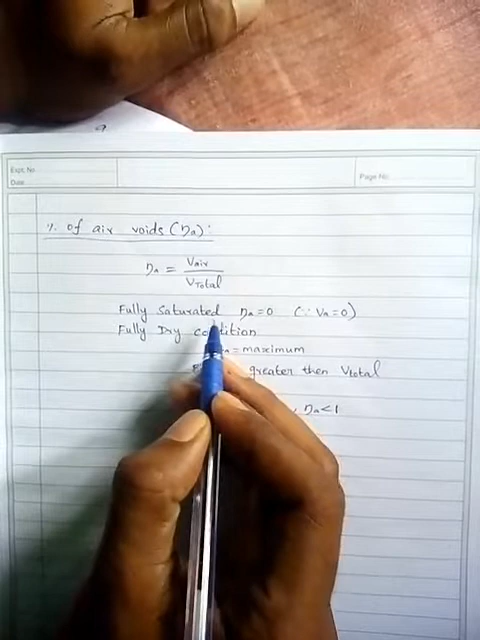 Expt. No
Date
Page No.
% of air voids (ηa):
ηa = Vair / VTotal
Fully Saturated ηa = 0 (∵ Va = 0)
Fully Dry
= maximum
greater then Vtotal
ηa < 1